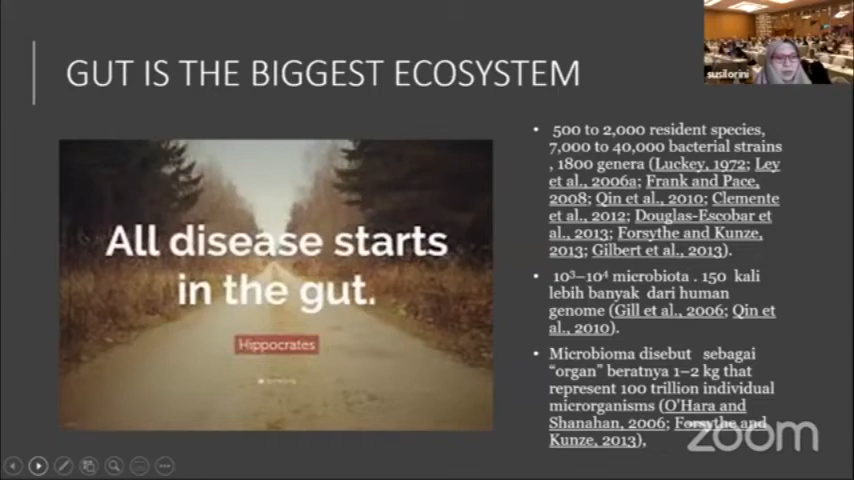 GUT IS THE BIGGEST ECOSYSTEM
susilorini
All disease starts
in the gut.
Hippocrates
• 500 to 2,000 resident species,
7,000 to 40,000 bacterial strains
, 1800 genera (Luckey, 1972; Ley
et al., 2006a; Frank and Pace,
2008; Qin et al., 2010; Clemente
et al., 2012; Douglas-Escobar et
al., 2013; Forsythe and Kunze,
2013; Gilbert et al., 2013).
• 10³–10⁴ microbiota . 150 kali
lebih banyak dari human
genome (Gill et al., 2006; Qin et
al., 2010).
• Microbioma disebut sebagai
“organ” beratnya 1–2 kg that
represent 100 trillion individual
microrganisms (O'Hara and
Shanahan, 2006; Forsythe and
Kunze, 2013),
zoom